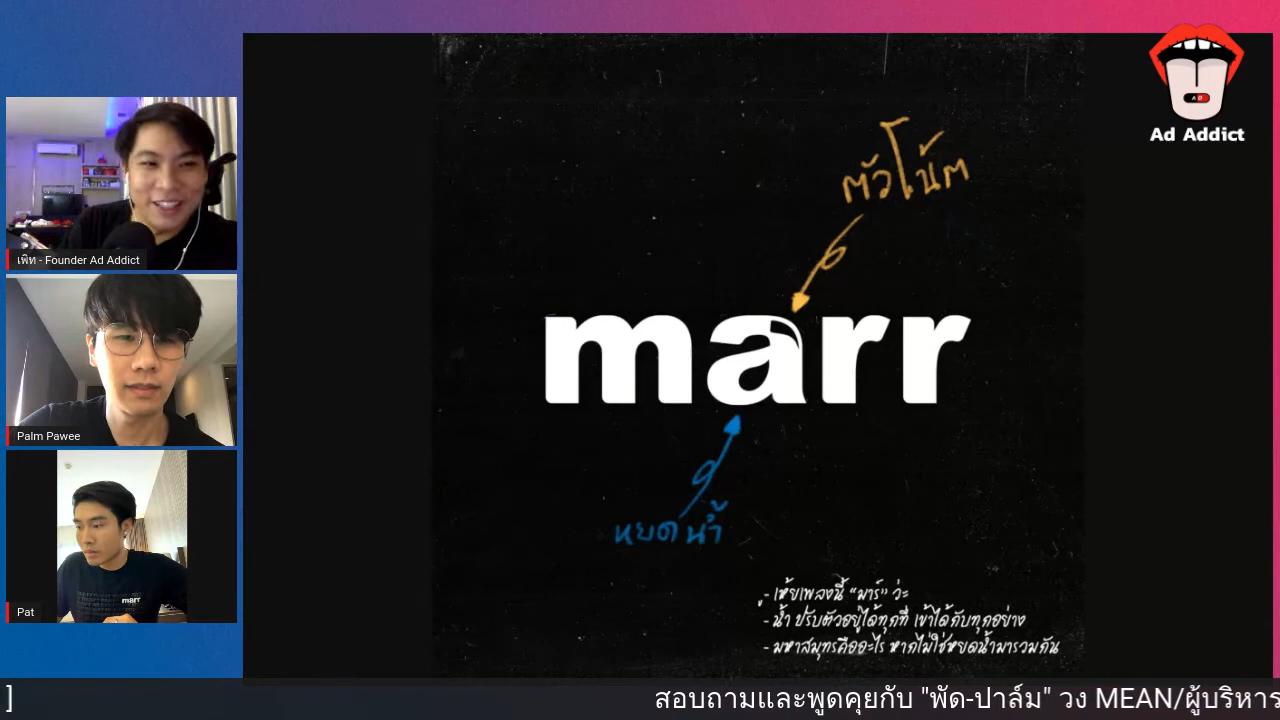 Ad Addict
ตัวโน้ต
marr
หยดน้ำ
- เห้ยเพลงนี้ “มาร์” ว่ะ
- น้ำ ปรับตัวอยู่ได้ทุกที่ เข้าได้กับทุกอย่าง
- มหาสมุทรคืออะไร หากไม่ใช่หยดน้ำมารวมกัน
เพิท - Founder Ad Addict
Palm Pawee
marr
Pat
] สอบถามและพูดคุยกับ "พัด-ปาล์ม" วง MEAN/ผู้บริหาร